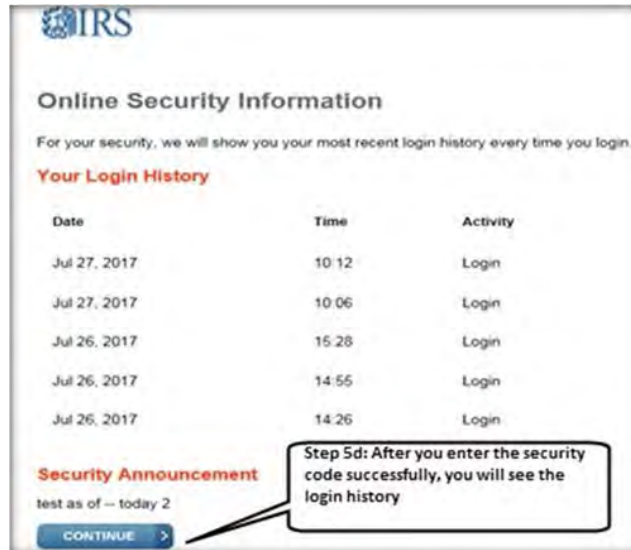 IRS
Online Security Information
For your security, we will show you your most recent login history every time you login.
Your Login History
Date Time Activity
Jul 27, 2017 10:12 Login
Jul 27, 2017 10:06 Login
Jul 26, 2017 15:28 Login
Jul 26, 2017 14:55 Login
Jul 26, 2017 14:26 Login
Security Announcement
test as of -- today 2
CONTINUE >
Step 5d: After you enter the security
code successfully, you will see the
login history